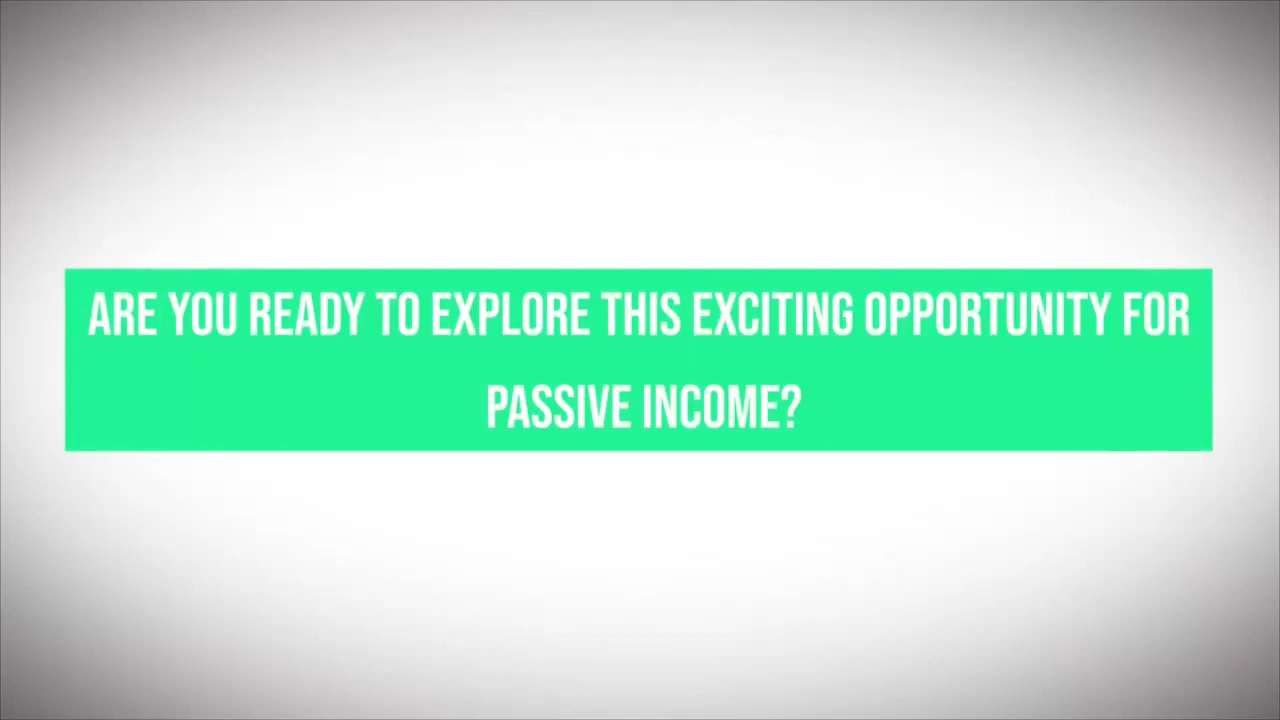 ARE YOU READY TO EXPLORE THIS EXCITING OPPORTUNITY FOR
PASSIVE INCOME?